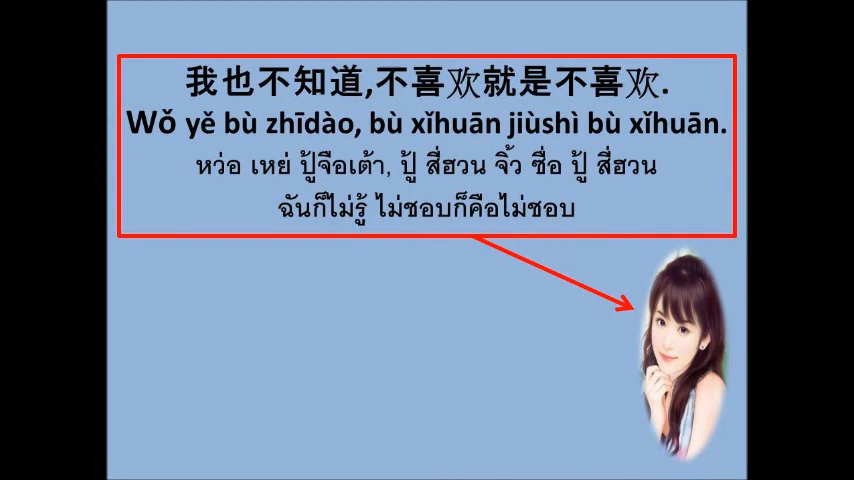 我也不知道,不喜欢就是不喜欢.
Wǒ yě bù zhīdào, bù xǐhuān jiùshì bù xǐhuān.
หว่อ เหย่ ปู้จือเต้า, ปู้ สี่ฮวน จิ้ว ซื่อ ปู้ สี่ฮวน
ฉันก็ไม่รู้ ไม่ชอบก็คือไม่ชอบ